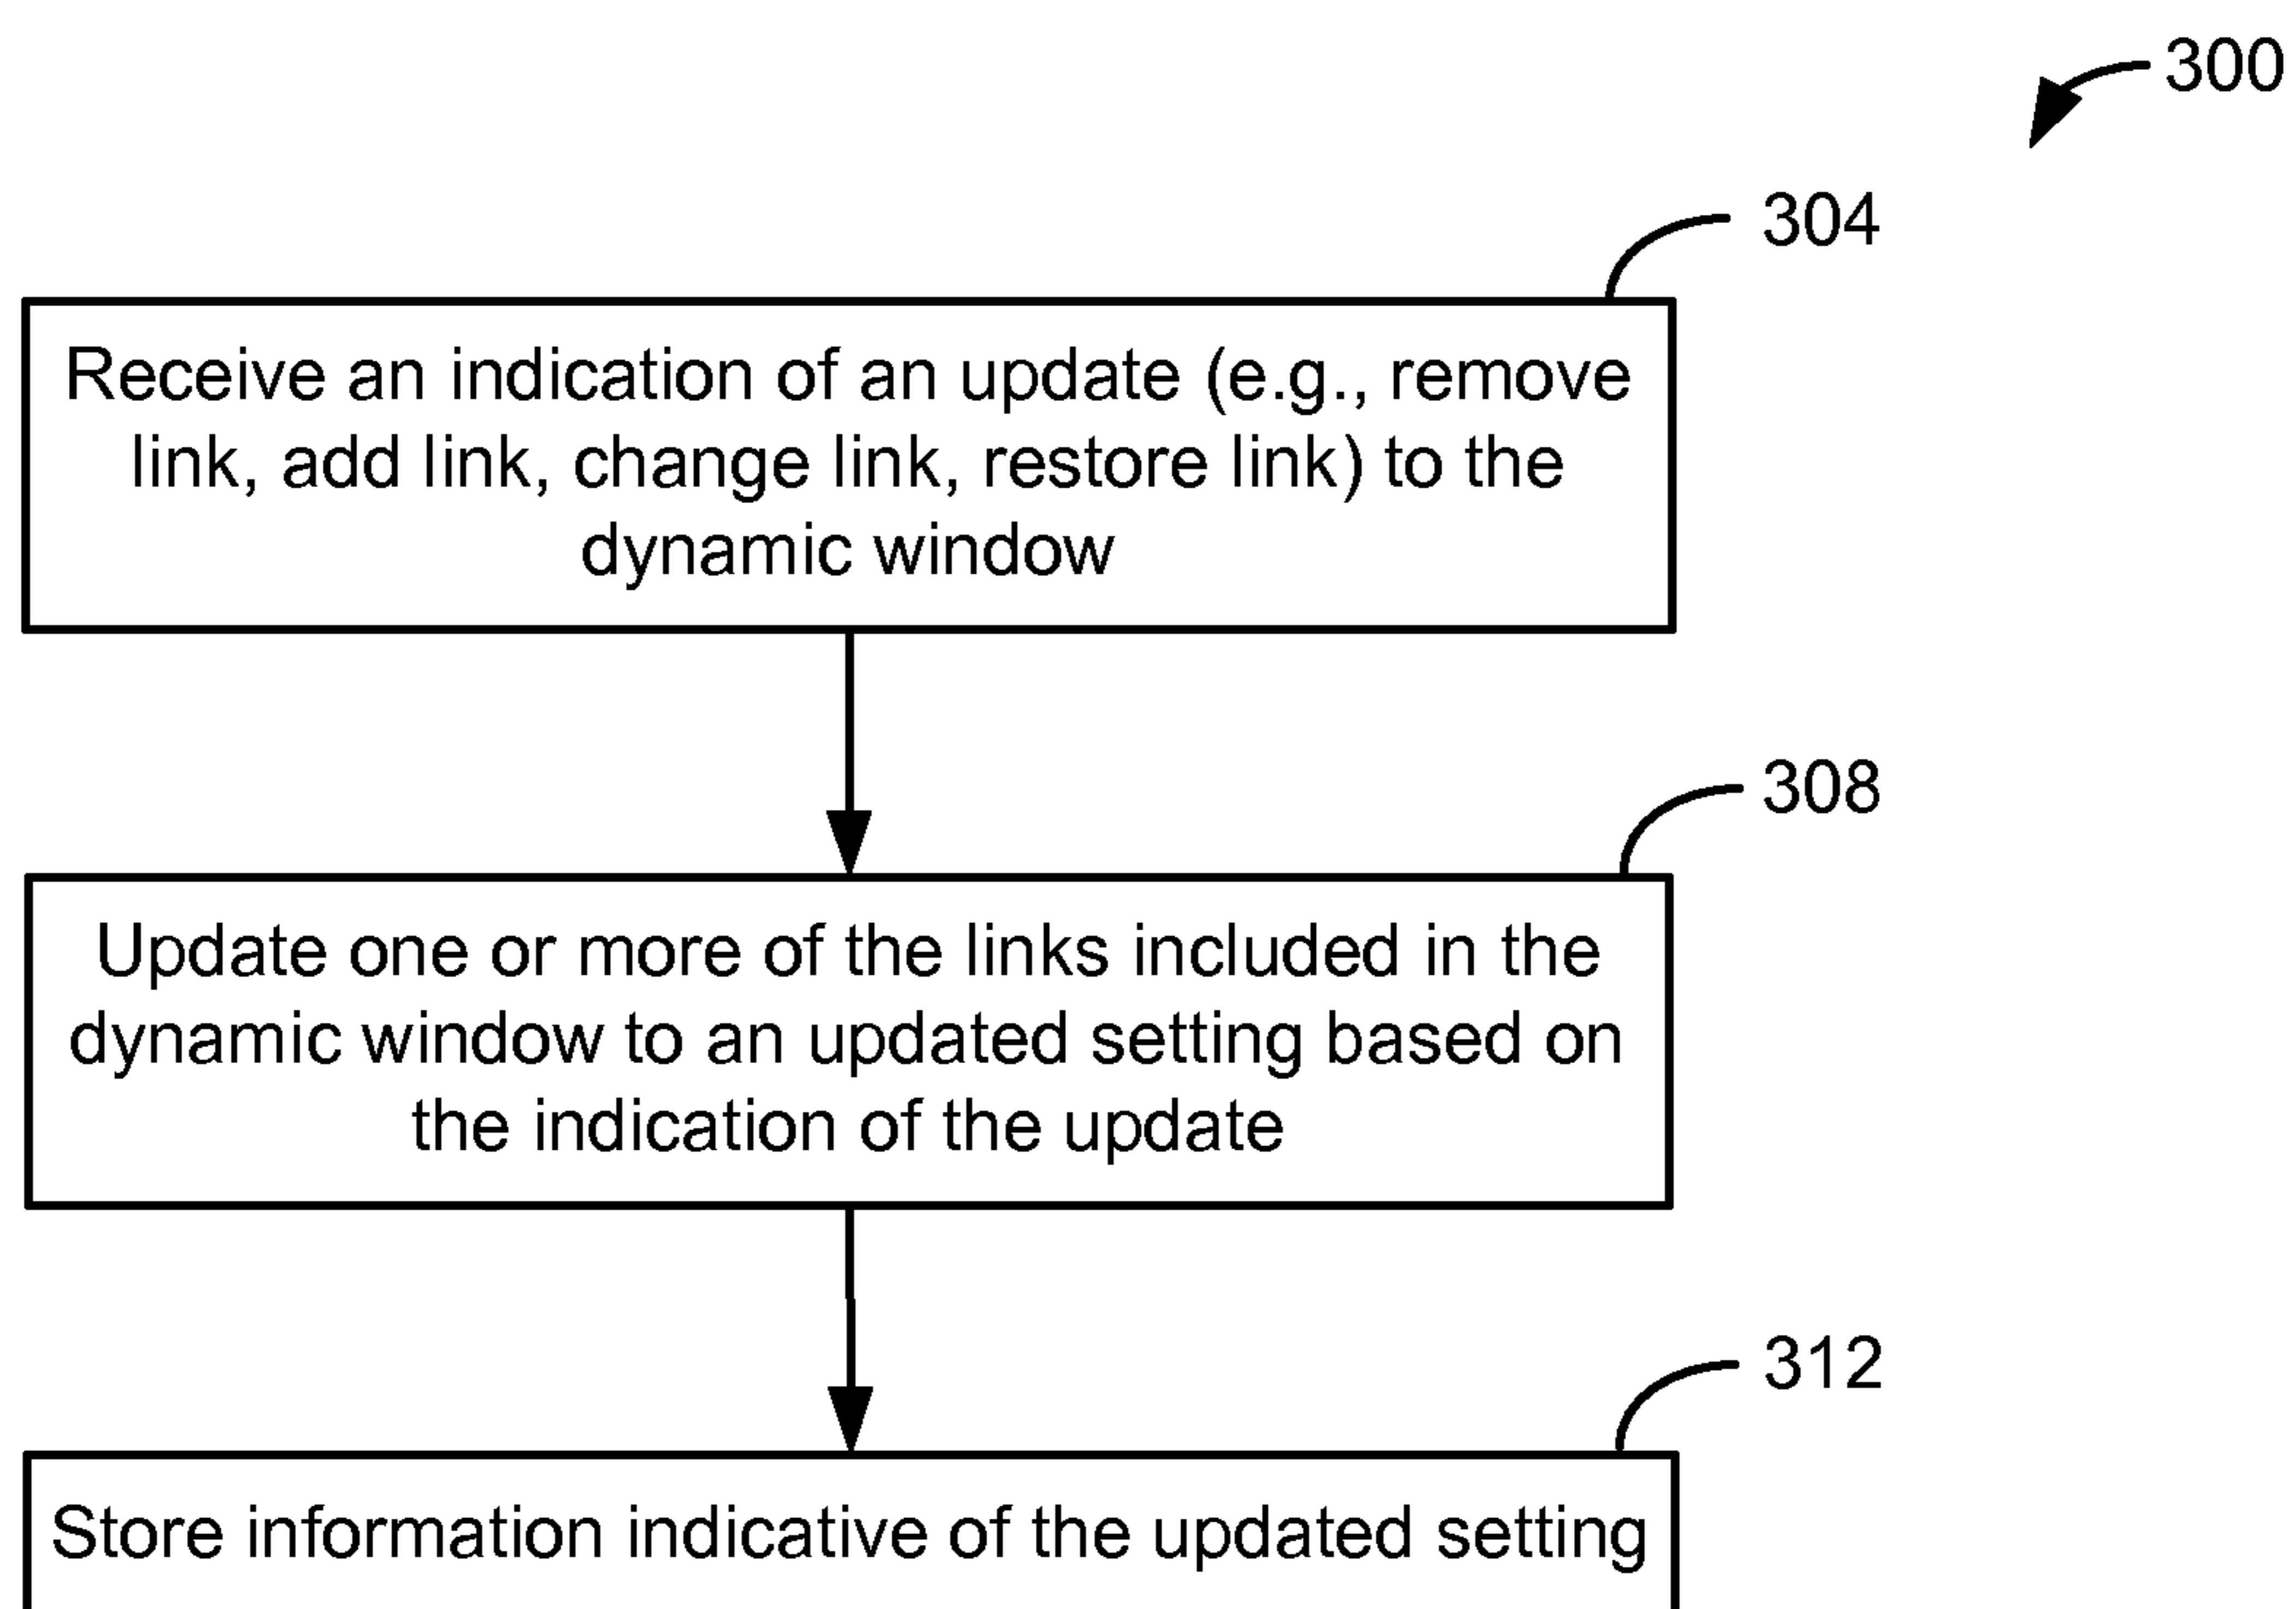 300
304
Receive an indication of an update (e.g., remove
link, add link, change link, restore link) to the
dynamic window
308
Update one or more of the links included in the
dynamic window to an updated setting based on
the indication of the update
312
Store information indicative of the updated setting